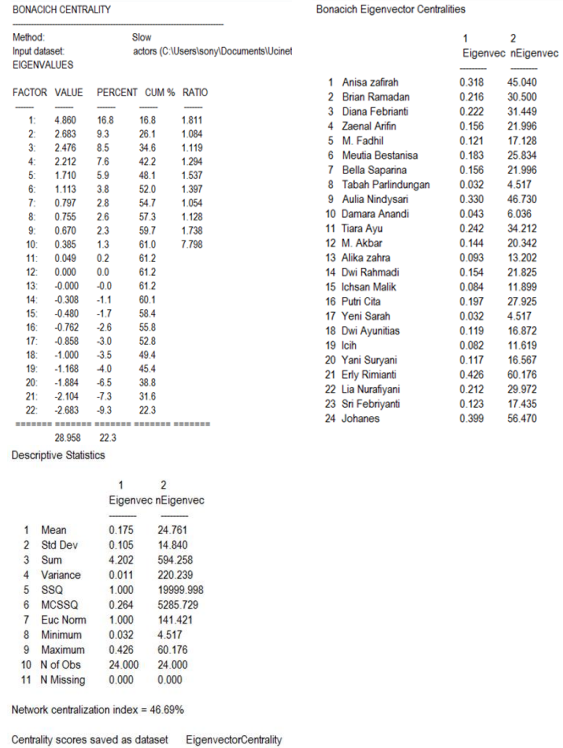 BONACICH CENTRALITY
Method: Slow
Input dataset: actors (C:\Users\sony\Documents\Ucinet
EIGENVALUES
FACTOR VALUE PERCENT CUM % RATIO
1: 4.860 16.8 16.8 1.811
2: 2.683 9.3 26.1 1.084
3: 2.476 8.5 34.6 1.119
4: 2.212 7.6 42.2 1.294
5: 1.710 5.9 48.1 1.537
6: 1.113 3.8 52.0 1.397
7: 0.797 2.8 54.7 1.054
8: 0.755 2.6 57.3 1.128
9: 0.670 2.3 59.7 1.738
10: 0.385 1.3 61.0 7.798
11: 0.049 0.2 61.2
12: 0.000 0.0 61.2
13: -0.000 -0.0 61.2
14: -0.308 -1.1 60.1
15: -0.480 -1.7 58.4
16: -0.762 -2.6 55.8
17: -0.858 -3.0 52.8
18: -1.000 -3.5 49.4
19: -1.168 -4.0 45.4
20: -1.884 -6.5 38.8
21: -2.104 -7.3 31.6
22: -2.683 -9.3 22.3
======= ======= ======= ======= =======
28.958 22.3
Descriptive Statistics
1 2
Eigenvec nEigenvec
1 Mean 0.175 24.761
2 Std Dev 0.105 14.840
3 Sum 4.202 594.258
4 Variance 0.011 220.239
5 SSQ 1.000 19999.998
6 MCSSQ 0.264 5285.729
7 Euc Norm 1.000 141.421
8 Minimum 0.032 4.517
9 Maximum 0.426 60.176
10 N of Obs 24.000 24.000
11 N Missing 0.000 0.000
Network centralization index = 46.69%
Centrality scores saved as dataset EigenvectorCentrality
Bonacich Eigenvector Centralities
1 2
Eigenvec nEigenvec
1 Anisa zafirah 0.318 45.040
2 Brian Ramadan 0.216 30.500
3 Diana Febrianti 0.222 31.449
4 Zaenal Arifin 0.156 21.996
5 M. Fadhil 0.121 17.128
6 Meutia Bestanisa 0.183 25.834
7 Bella Saparina 0.156 21.996
8 Tabah Parlindungan 0.032 4.517
9 Aulia Nindysari 0.330 46.730
10 Damara Anandi 0.043 6.036
11 Tiara Ayu 0.242 34.212
12 M. Akbar 0.144 20.342
13 Alika zahra 0.093 13.202
14 Dwi Rahmadi 0.154 21.825
15 Ichsan Malik 0.084 11.899
16 Putri Cita 0.197 27.925
17 Yeni Sarah 0.032 4.517
18 Dwi Ayunitias 0.119 16.872
19 Icih 0.082 11.619
20 Yani Suryani 0.117 16.567
21 Erly Rimianti 0.426 60.176
22 Lia Nurafiyani 0.212 29.972
23 Sri Febriyanti 0.123 17.435
24 Johanes 0.399 56.470